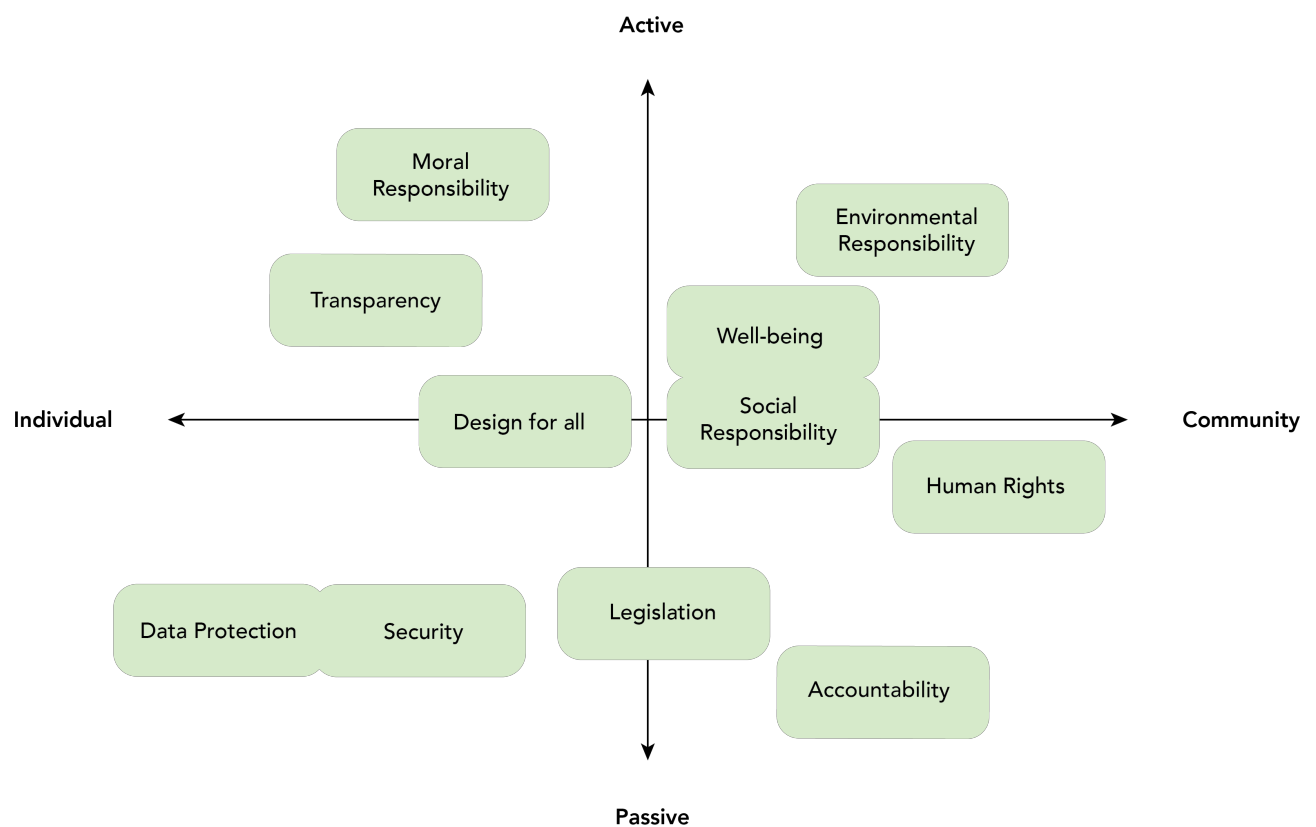 Active
Moral
Responsibility
Environmental
Responsibility
Transparency
Well-being
Individual
Design for all
Social
Responsibility
Community
Human Rights
Data Protection
Security
Legislation
Accountability
Passive